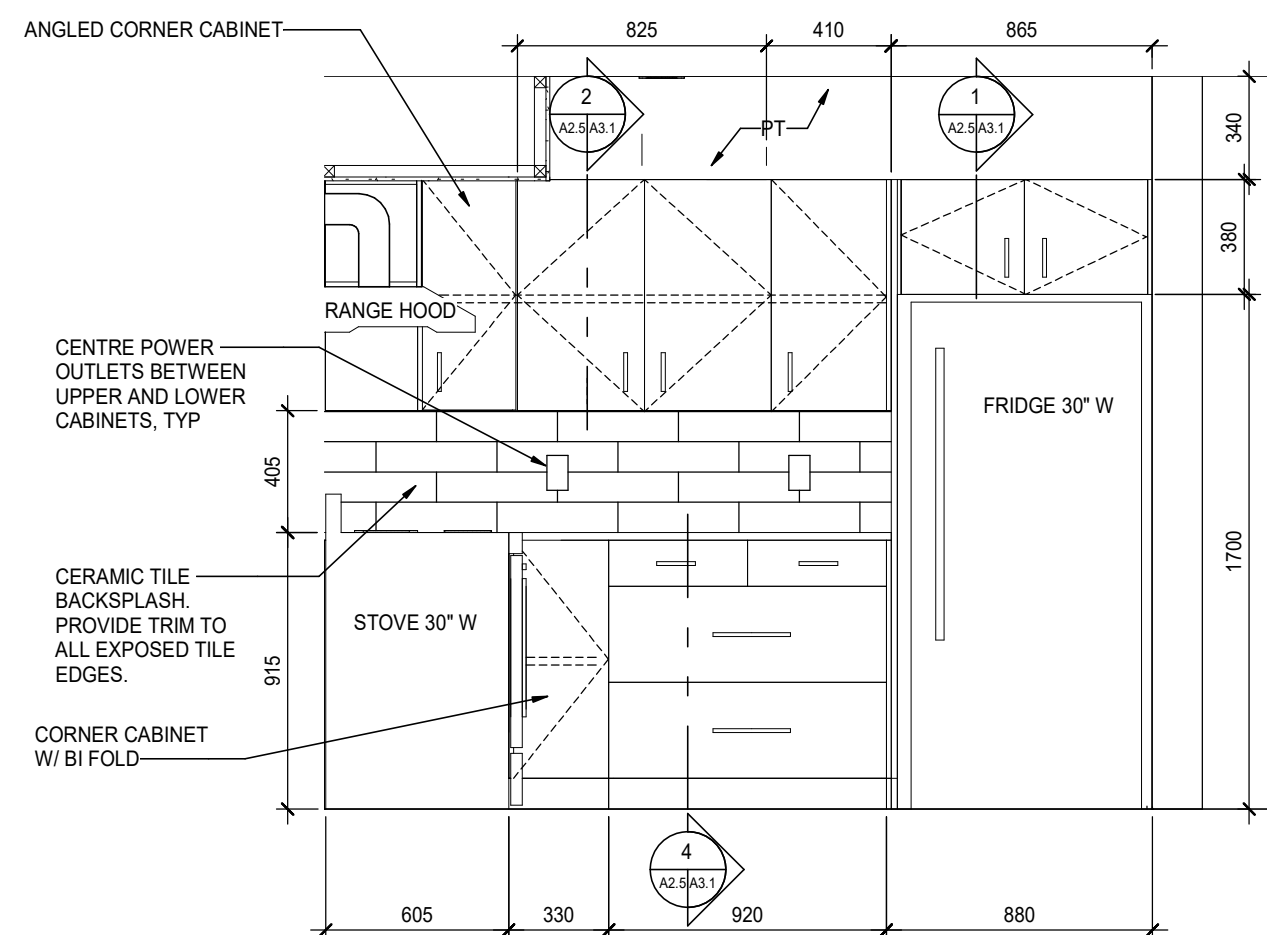 ANGLED CORNER CABINET
825
410
865
2
A2.5 A3.1
PT
1
A2.5 A3.1
340
380
RANGE HOOD
CENTRE POWER
OUTLETS BETWEEN
UPPER AND LOWER
CABINETS, TYP
FRIDGE 30" W
405
1700
CERAMIC TILE
BACKSPLASH.
PROVIDE TRIM TO
ALL EXPOSED TILE
EDGES.
STOVE 30" W
915
CORNER CABINET
W/ BI FOLD
4
A2.5 A3.1
605
330
920
880